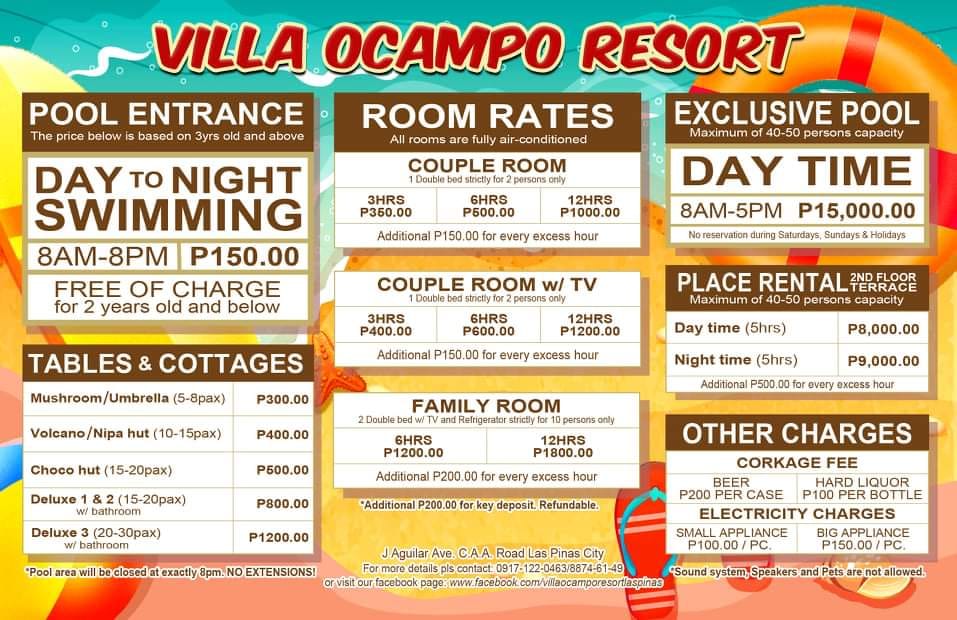 VILLA OCAMPO RESORT
POOL ENTRANCE
The price below is based on 3yrs old and above
DAY TO NIGHT
SWIMMING
8AM-8PM P150.00
FREE OF CHARGE
for 2 years old and below
TABLES & COTTAGES
Mushroom/Umbrella (5-8pax) P300.00
Volcano/Nipa hut (10-15pax) P400.00
Choco hut (15-20pax) P500.00
Deluxe 1 & 2 (15-20pax) P800.00
w/ bathroom
Deluxe 3 (20-30pax) P1200.00
w/ bathroom
*Pool area will be closed at exactly 8pm. NO EXTENSIONS!
ROOM RATES
All rooms are fully air-conditioned
COUPLE ROOM
1 Double bed strictly for 2 persons only
3HRS 6HRS 12HRS
P350.00 P500.00 P1000.00
Additional P150.00 for every excess hour
COUPLE ROOM w/ TV
1 Double bed strictly for 2 persons only
3HRS 6HRS 12HRS
P400.00 P600.00 P1200.00
Additional P150.00 for every excess hour
FAMILY ROOM
2 Double bed w/ TV and Refrigerator strictly for 10 persons only
6HRS 12HRS
P1200.00 P1800.00
Additional P200.00 for every excess hour
*Additional P200.00 for key deposit. Refundable.
J Aguilar Ave. C.A.A. Road Las Pinas City
For more details pls contact: 0917-122-0463/8874-61-49
or visit our facebook page: www.facebook.com/villaocamporesortlaspinas
EXCLUSIVE POOL
Maximum of 40-50 persons capacity
DAY TIME
8AM-5PM P15,000.00
No reservation during Saturdays, Sundays & Holidays
PLACE RENTAL 2ND FLOOR TERRACE
Maximum of 40-50 persons capacity
Day time (5hrs) P8,000.00
Night time (5hrs) P9,000.00
Additional P500.00 for every excess hour
OTHER CHARGES
CORKAGE FEE
BEER HARD LIQUOR
P200 PER CASE P100 PER BOTTLE
ELECTRICITY CHARGES
SMALL APPLIANCE BIG APPLIANCE
P100.00 / PC. P150.00 / PC.
*Sound system, Speakers and Pets are not allowed.